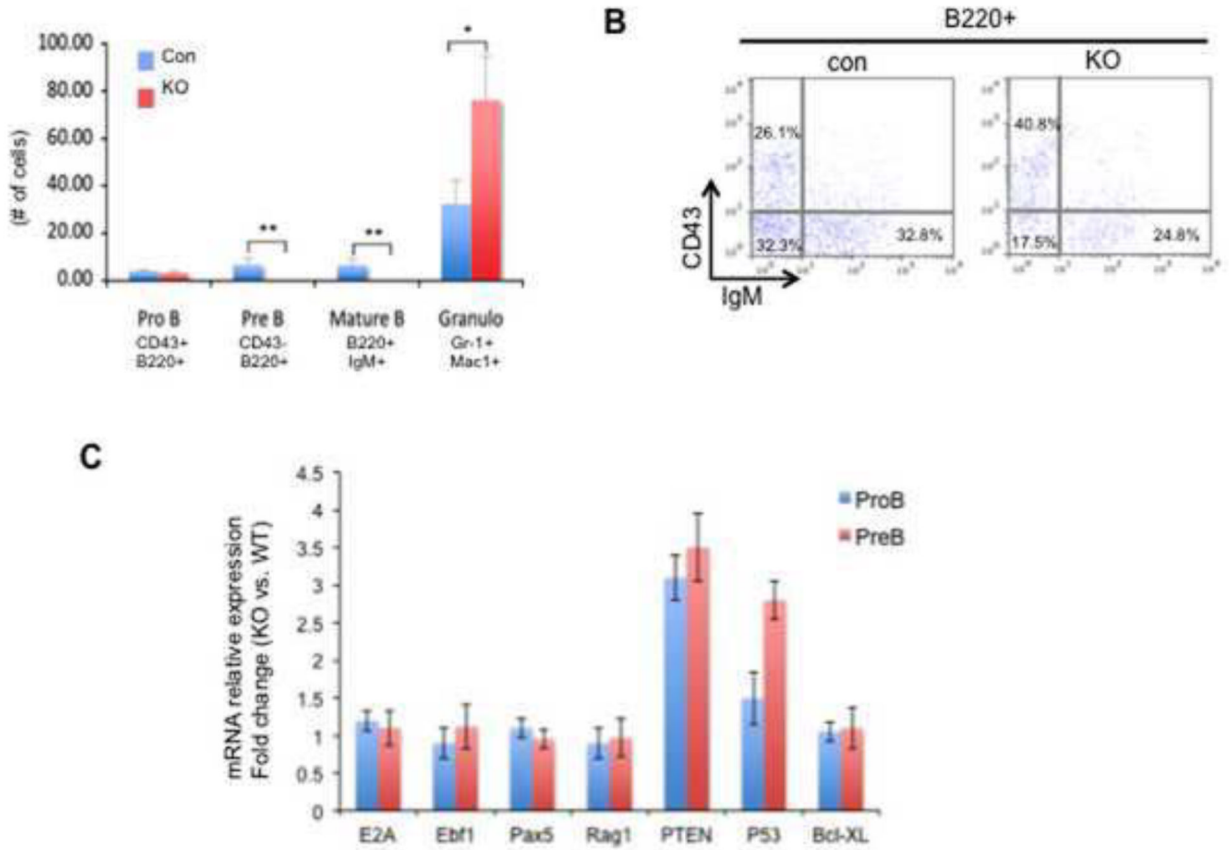 100.00
80.00
60.00
40.00
20.00
0.00
(# of cells)
Con
KO
*
**
**
Pro B
CD43+
B220+
Pre B
CD43-
B220+
Mature B
B220+
IgM+
Granulo
Gr-1+
Mac1+
B
B220+
con
KO
26.1%
32.3%
32.8%
40.8%
17.5%
24.8%
CD43
IgM
C
mRNA relative expression
Fold change (KO vs. WT)
4.5
4
3.5
3
2.5
2
1.5
1
0.5
0
ProB
PreB
E2A
Ebf1
Pax5
Rag1
PTEN
P53
Bcl-XL